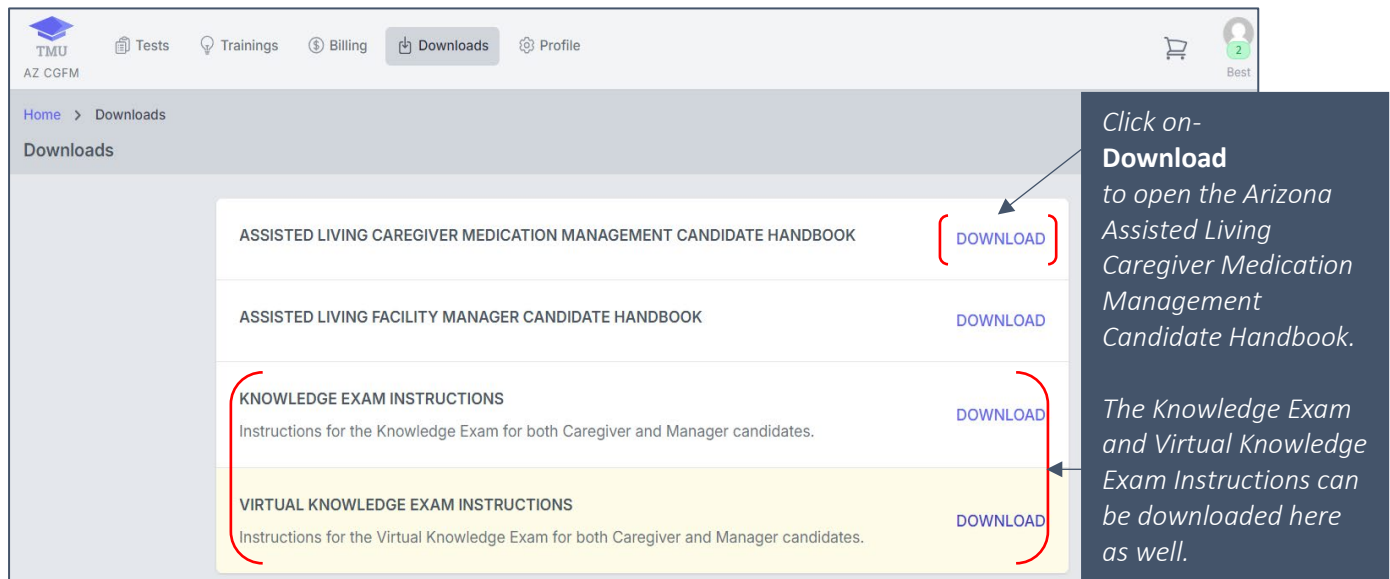 TMU
AZ CGFM
Tests
Trainings
Billing
Downloads
Profile
2
Best
Home > Downloads
Downloads
ASSISTED LIVING CAREGIVER MEDICATION MANAGEMENT CANDIDATE HANDBOOK
DOWNLOAD
ASSISTED LIVING FACILITY MANAGER CANDIDATE HANDBOOK
DOWNLOAD
KNOWLEDGE EXAM INSTRUCTIONS
Instructions for the Knowledge Exam for both Caregiver and Manager candidates.
DOWNLOAD
VIRTUAL KNOWLEDGE EXAM INSTRUCTIONS
Instructions for the Virtual Knowledge Exam for both Caregiver and Manager candidates.
DOWNLOAD
Click on-
Download
to open the Arizona
Assisted Living
Caregiver Medication
Management
Candidate Handbook.
The Knowledge Exam
and Virtual Knowledge
Exam Instructions can
be downloaded here
as well.